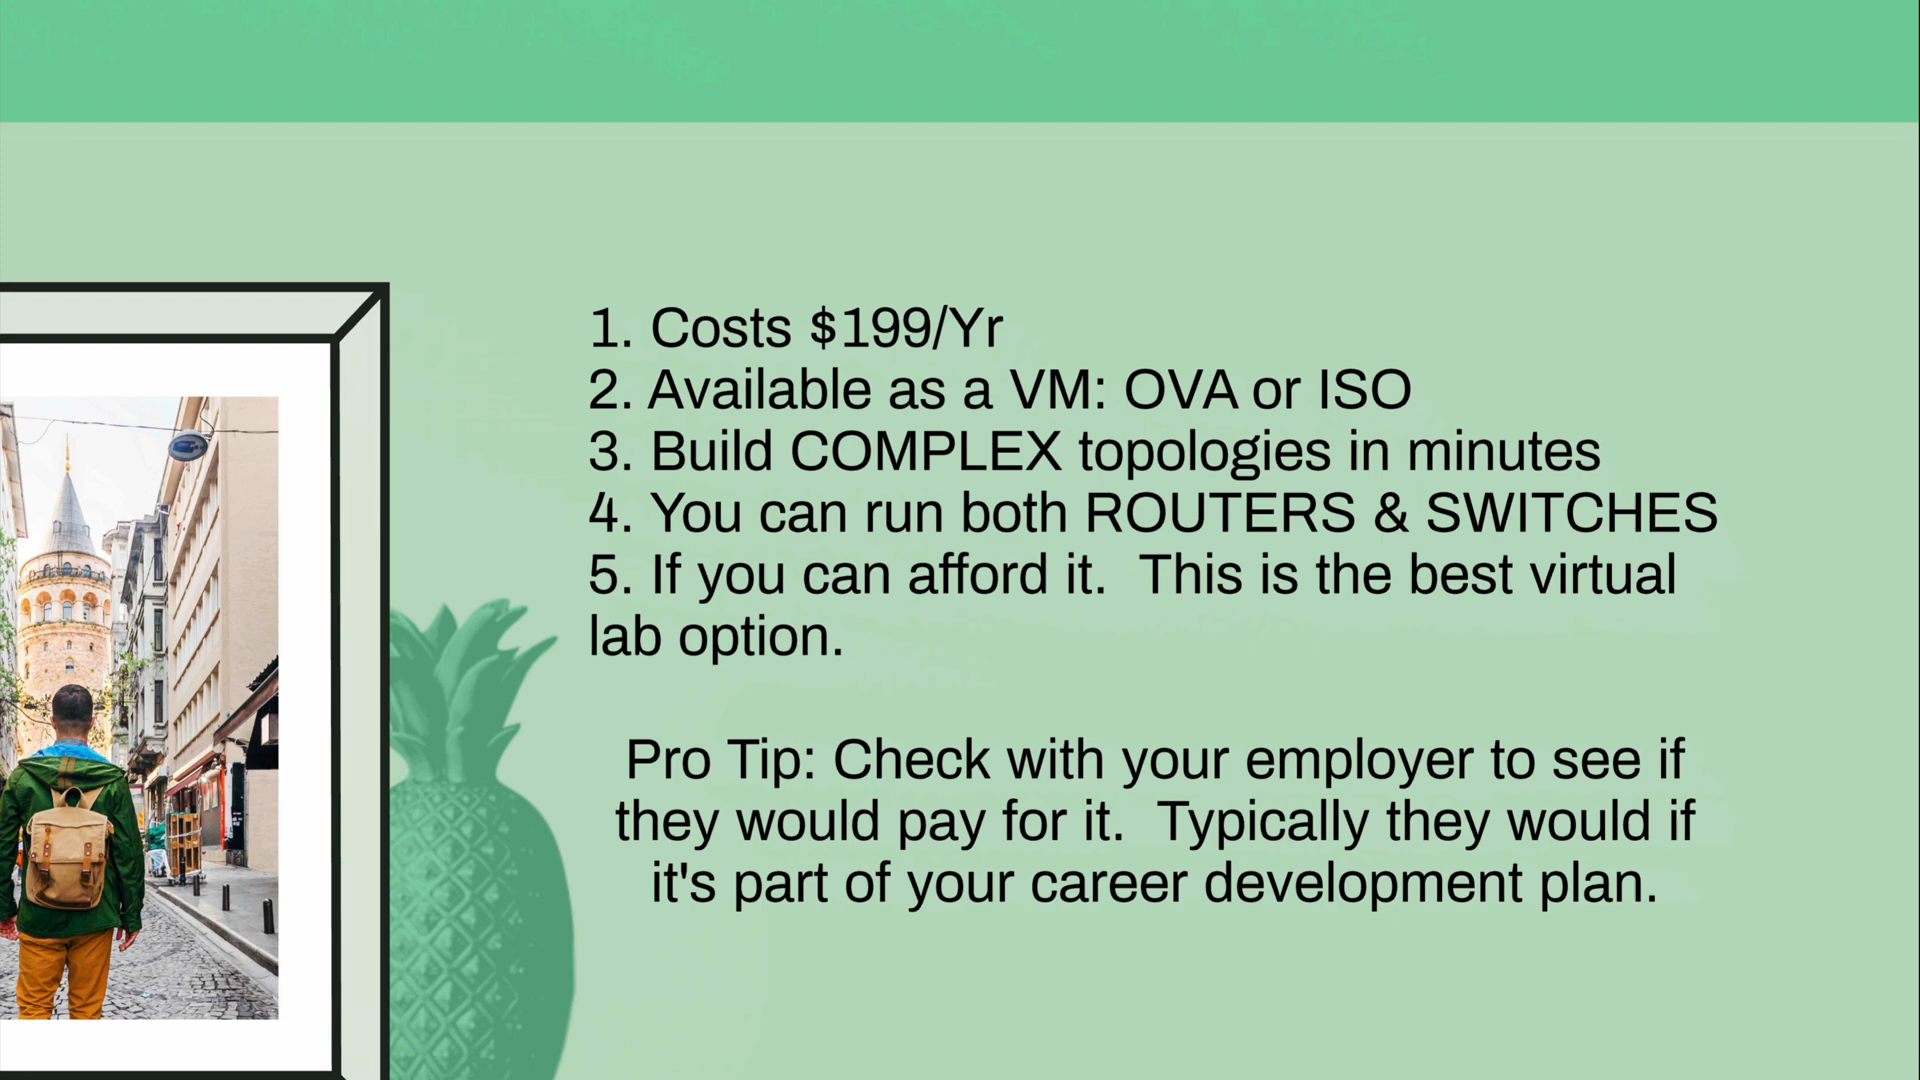 1. Costs $199/Yr
2. Available as a VM: OVA or ISO
3. Build COMPLEX topologies in minutes
4. You can run both ROUTERS & SWITCHES
5. If you can afford it.  This is the best virtual
lab option.
Pro Tip: Check with your employer to see if
they would pay for it.  Typically they would if
it's part of your career development plan.